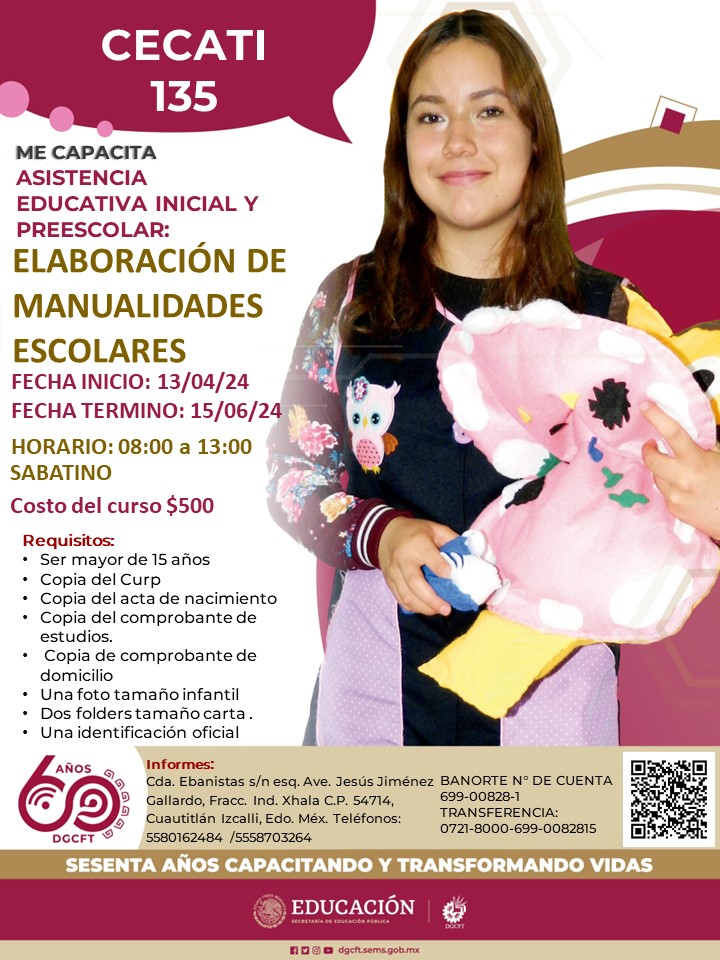 CECATI
135
ME CAPACITA
ASISTENCIA
EDUCATIVA INICIAL Y
PREESCOLAR:
ELABORACIÓN DE
MANUALIDADES
ESCOLARES
FECHA INICIO: 13/04/24
FECHA TERMINO: 15/06/24
HORARIO: 08:00 a 13:00
SABATINO
Costo del curso $500
Requisitos:
• Ser mayor de 15 años
• Copia del Curp
• Copia del acta de nacimiento
• Copia del comprobante de
estudios.
• Copia de comprobante de
domicilio
• Una foto tamaño infantil
• Dos folders tamaño carta .
• Una identificación oficial
60 AÑOS
DGCFT
Informes:
Cda. Ebanistas s/n esq. Ave. Jesús Jiménez
Gallardo, Fracc. Ind. Xhala C.P. 54714,
Cuautitlán Izcalli, Edo. Méx. Teléfonos:
5580162484 /5558703264
BANORTE N° DE CUENTA
699-00828-1
TRANSFERENCIA:
0721-8000-699-0082815
SESENTA AÑOS CAPACITANDO Y TRANSFORMANDO VIDAS
EDUCACIÓN
SECRETARÍA DE EDUCACIÓN PÚBLICA
DGCFT
dgcft.sems.gob.mx